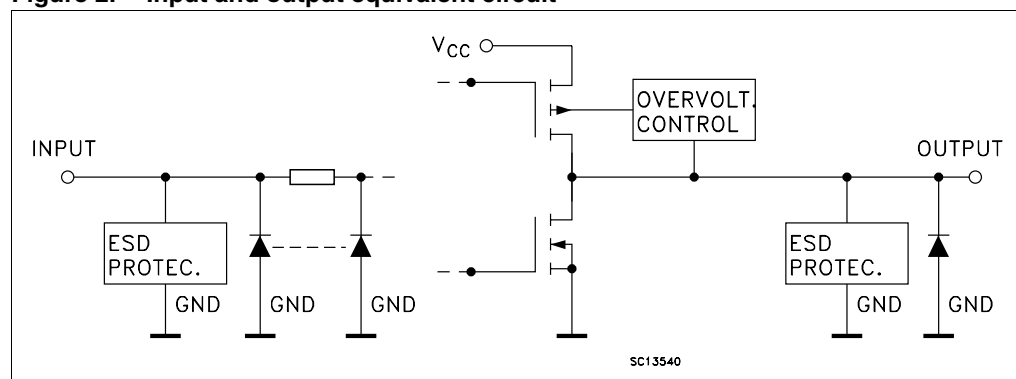 Figure 2. Input and output equivalent circuit
VCC
OVERVOLT.
CONTROL
INPUT
OUTPUT
ESD
PROTEC.
ESD
PROTEC.
GND
GND
GND
GND
GND
SC13540